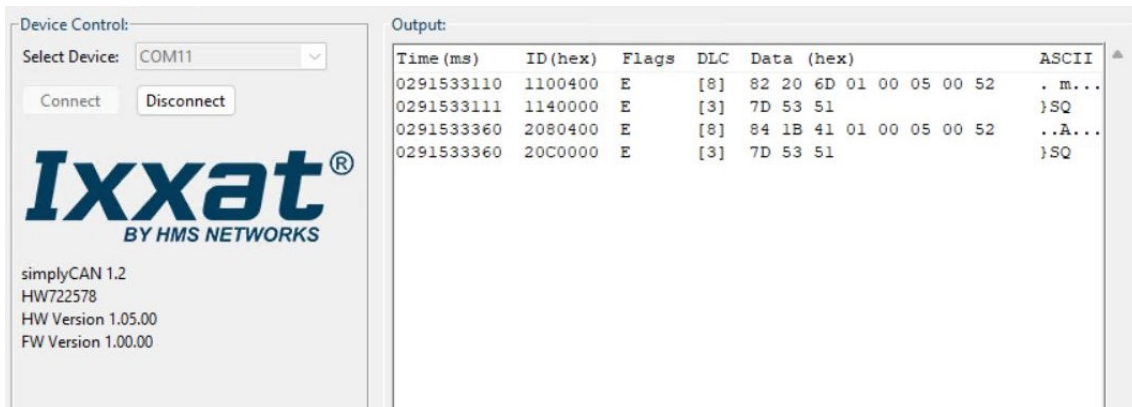 Device Control:
Select Device: COM11
Connect Disconnect
Ixxat®
BY HMS NETWORKS
simplyCAN 1.2
HW722578
HW Version 1.05.00
FW Version 1.00.00
Output:
Time(ms) ID(hex) Flags DLC Data (hex) ASCII
0291533110 1100400 E [8] 82 20 6D 01 00 05 00 52 . m...
0291533111 1140000 E [3] 7D 53 51 }SQ
0291533360 2080400 E [8] 84 1B 41 01 00 05 00 52 ..A...
0291533360 20C0000 E [3] 7D 53 51 }SQ